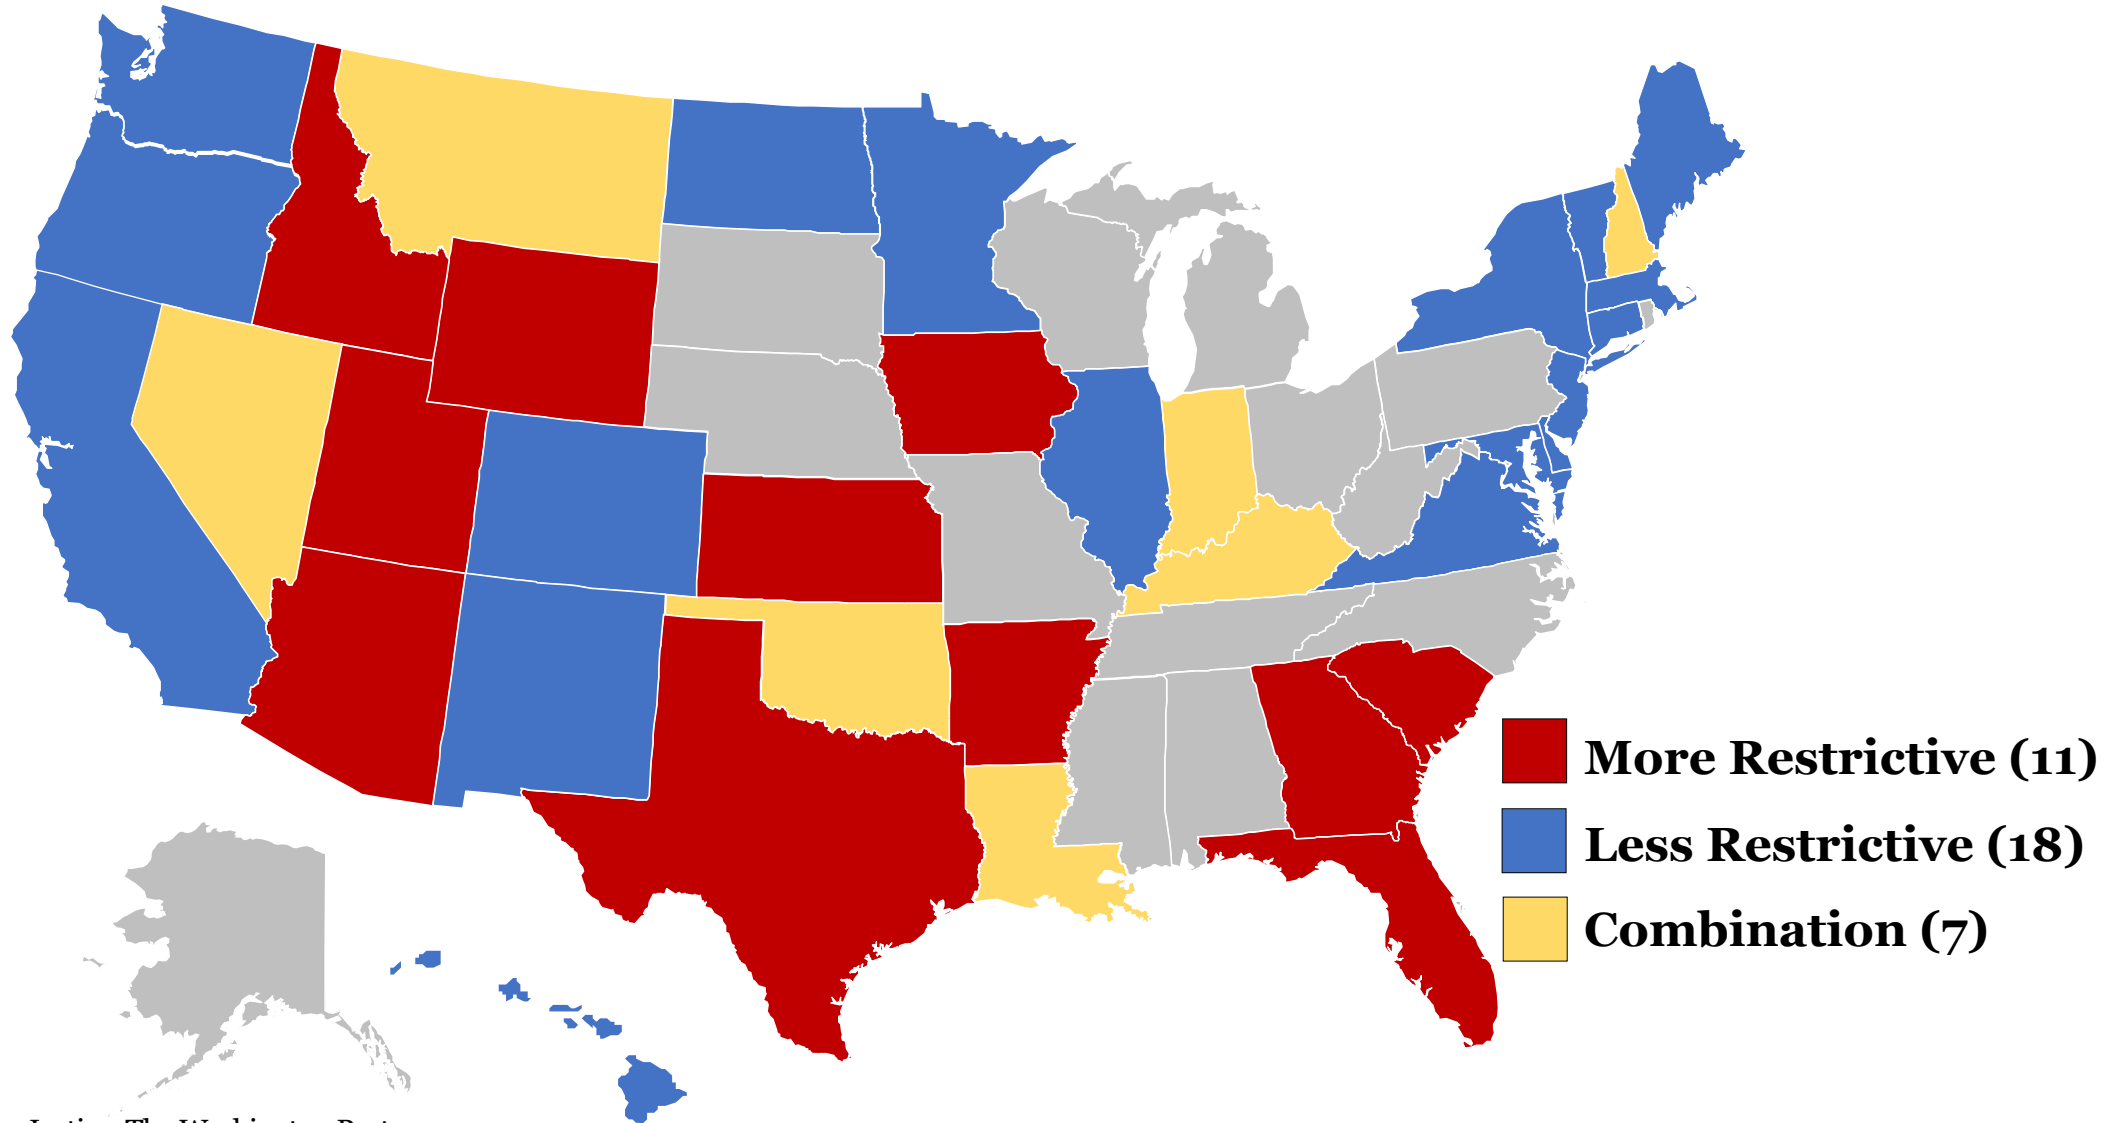 More Restrictive (11)
Less Restrictive (18)
Combination (7)